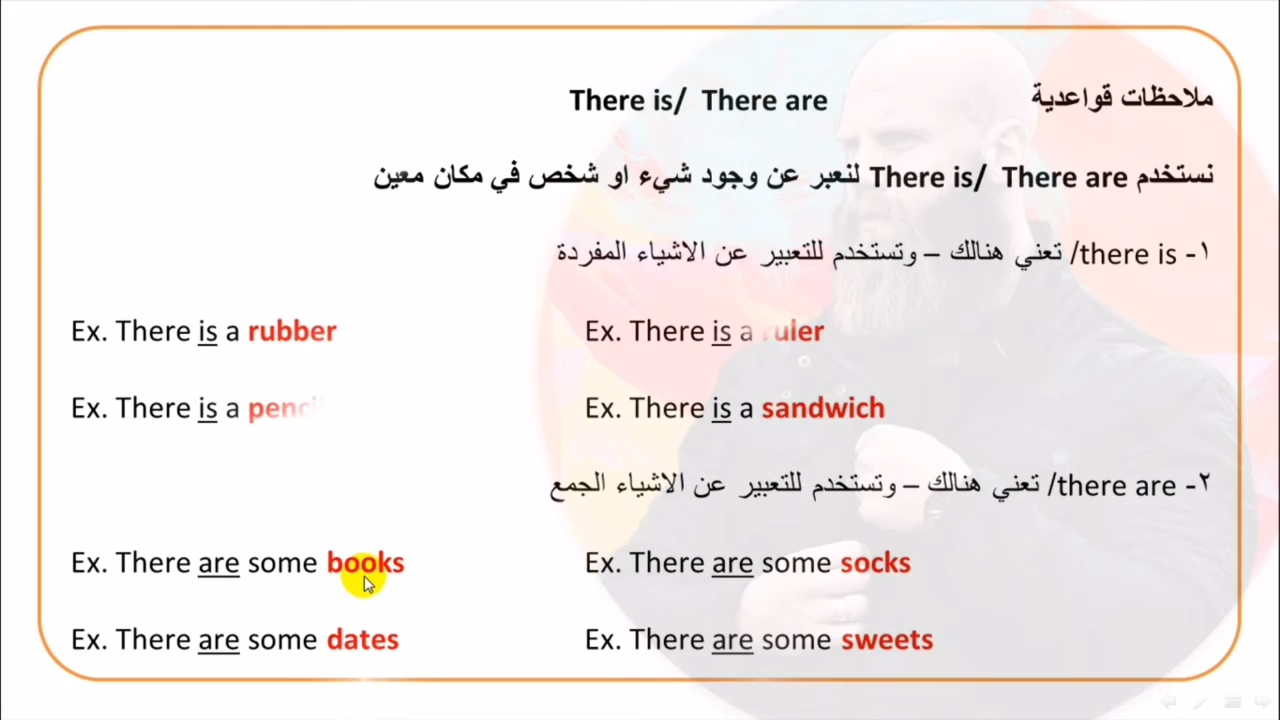 ملاحظات قواعدية There is/ There are
نستخدم There is/ There are لنعبر عن وجود شيء او شخص في مكان معين
١- there is/ تعني هنالك – وتستخدم للتعبير عن الاشياء المفردة
Ex. There is a rubber
Ex. There is a ruler
Ex. There is a pencil
Ex. There is a sandwich
٢- there are/ تعني هنالك – وتستخدم للتعبير عن الاشياء الجمع
Ex. There are some books
Ex. There are some socks
Ex. There are some dates
Ex. There are some sweets